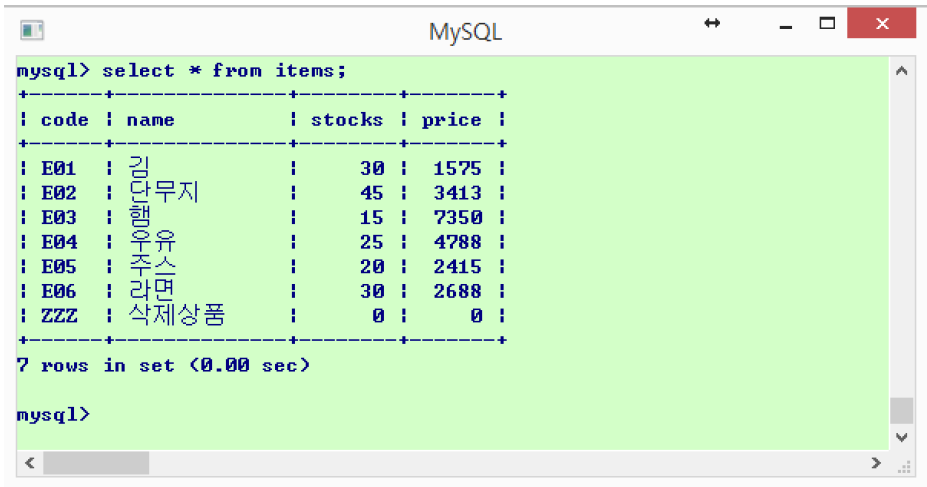 MySQL
mysql> select * from items;
+------+---------------+--------+-------+
| code | name | stocks | price |
+------+---------------+--------+-------+
| E01 | 김 | 30 | 1575 |
| E02 | 단무지 | 45 | 3413 |
| E03 | 햄 | 15 | 7350 |
| E04 | 우유 | 25 | 4788 |
| E05 | 주스 | 20 | 2415 |
| E06 | 라면 | 30 | 2688 |
| ZZZ | 삭제상품 | 0 | 0 |
+------+---------------+--------+-------+
7 rows in set (0.00 sec)
mysql>